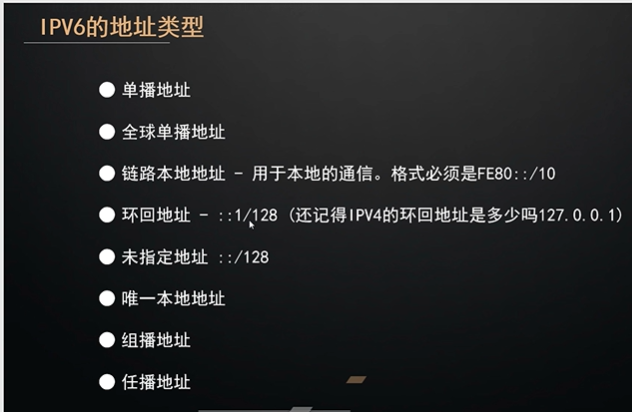 IPV6的地址类型
单播地址
全球单播地址
链路本地地址 - 用于本地的通信。格式必须是FE80::/10
环回地址 - ::1/128 (还记得IPV4的环回地址是多少吗127.0.0.1)
未指定地址 ::/128
唯一本地地址
组播地址
任播地址